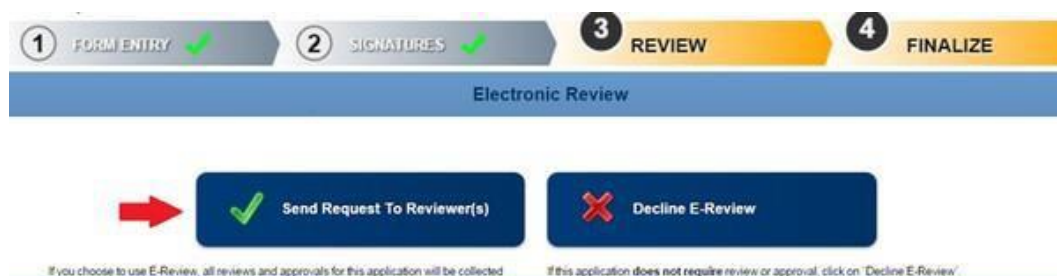 1 FORM ENTRY 2 SIGNATURES 3 REVIEW 4 FINALIZE
Electronic Review
Send Request To Reviewer(s) Decline E-Review
If you choose to use E-Review, all reviews and approvals for this application will be collected If this application does not require review or approval, click on "Decline E-Review".